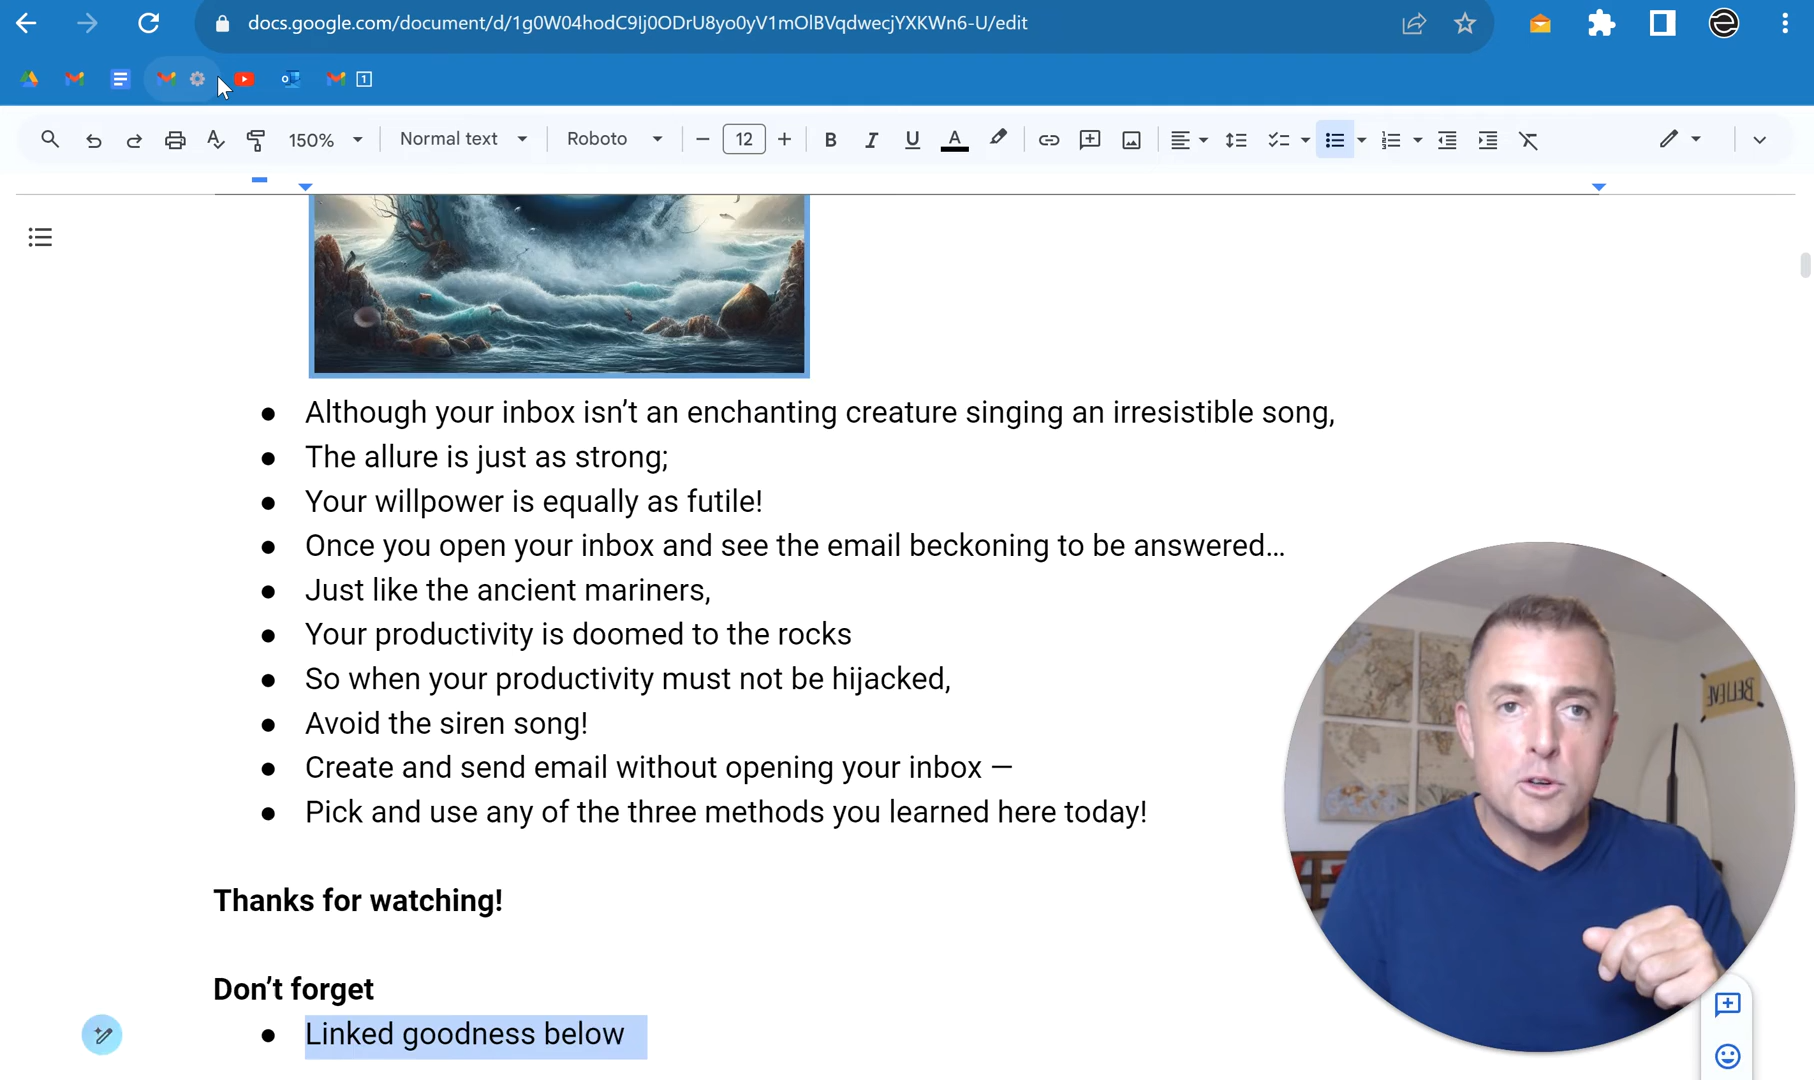 docs.google.com/document/d/1g0W04hodC9Ij0ODrU8yo0yV1mOlBVqdwecjYXKWn6-U/edit
1
150%
Normal text
Roboto
12
Although your inbox isn’t an enchanting creature singing an irresistible song,
The allure is just as strong;
Your willpower is equally as futile!
Once you open your inbox and see the email beckoning to be answered…
Just like the ancient mariners,
Your productivity is doomed to the rocks
So when your productivity must not be hijacked,
Avoid the siren song!
Create and send email without opening your inbox —
Pick and use any of the three methods you learned here today!
BELIEVE
Thanks for watching!
Don’t forget
Linked goodness below